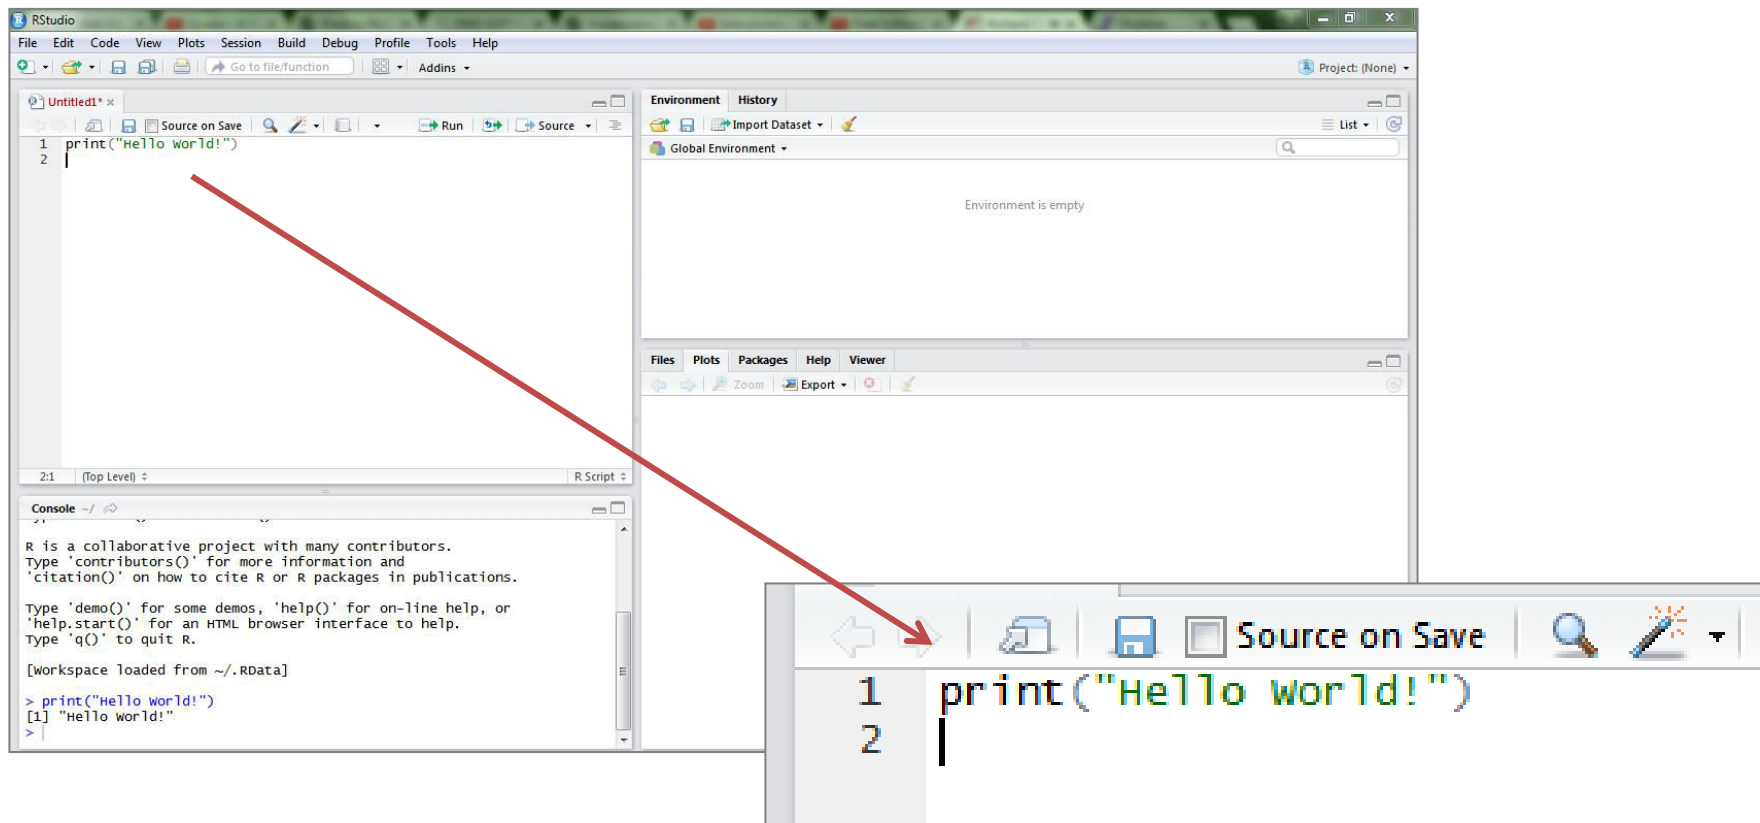 RStudio
File Edit Code View Plots Session Build Debug Profile Tools Help
Go to file/function Addins Project: (None)
Untitled1* ×
Source on Save Run Source
1 print("Hello World!")
2
2:1 (Top Level) R Script
Console ~/
R is a collaborative project with many contributors.
Type 'contributors()' for more information and
'citation()' on how to cite R or R packages in publications.
Type 'demo()' for some demos, 'help()' for on-line help, or
'help.start()' for an HTML browser interface to help.
Type 'q()' to quit R.
[Workspace loaded from ~/.RData]
> print("Hello World!")
[1] "Hello World!"
>
Environment History
Import Dataset List
Global Environment
Environment is empty
Files Plots Packages Help Viewer
Zoom Export
Source on Save
1 print("Hello World!")
2